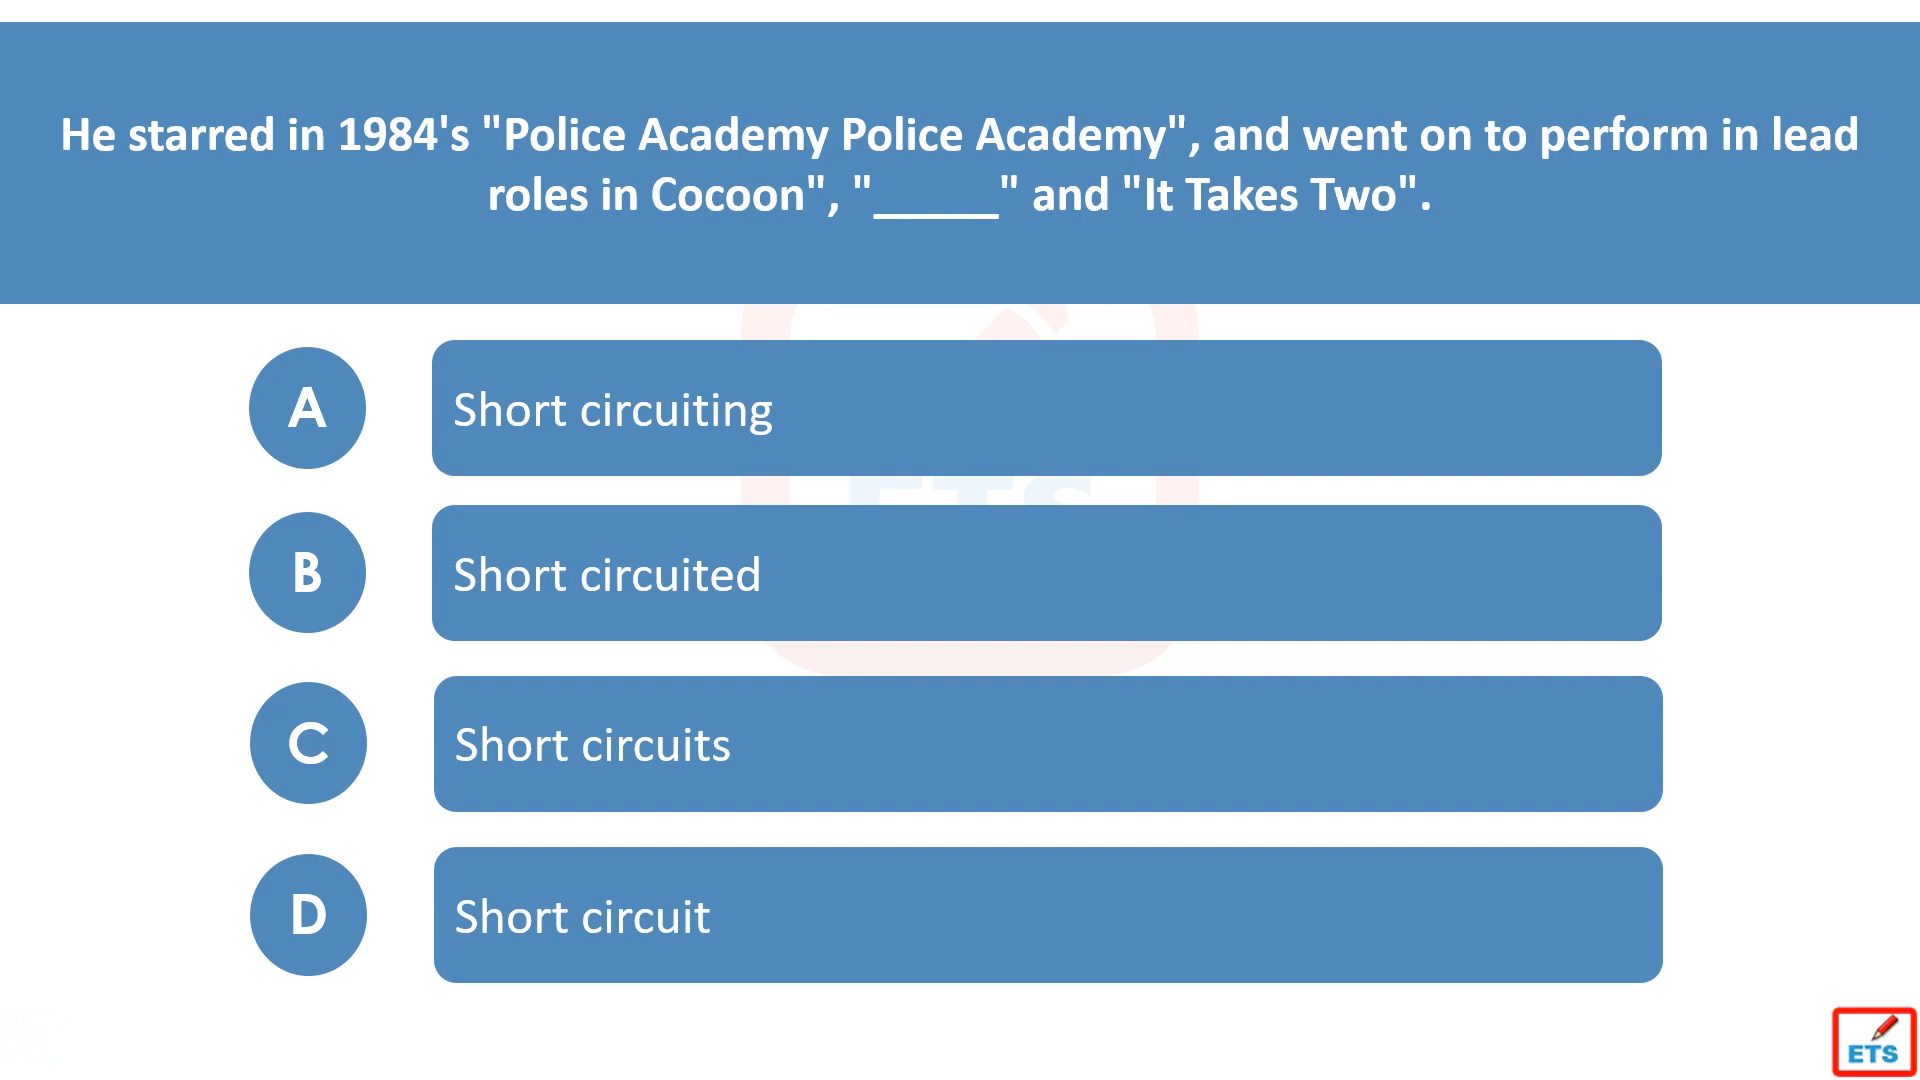 He starred in 1984's "Police Academy Police Academy", and went on to perform in lead
roles in Cocoon", "_____" and "It Takes Two".
A
Short circuiting
B
Short circuited
C
Short circuits
D
Short circuit
ETS